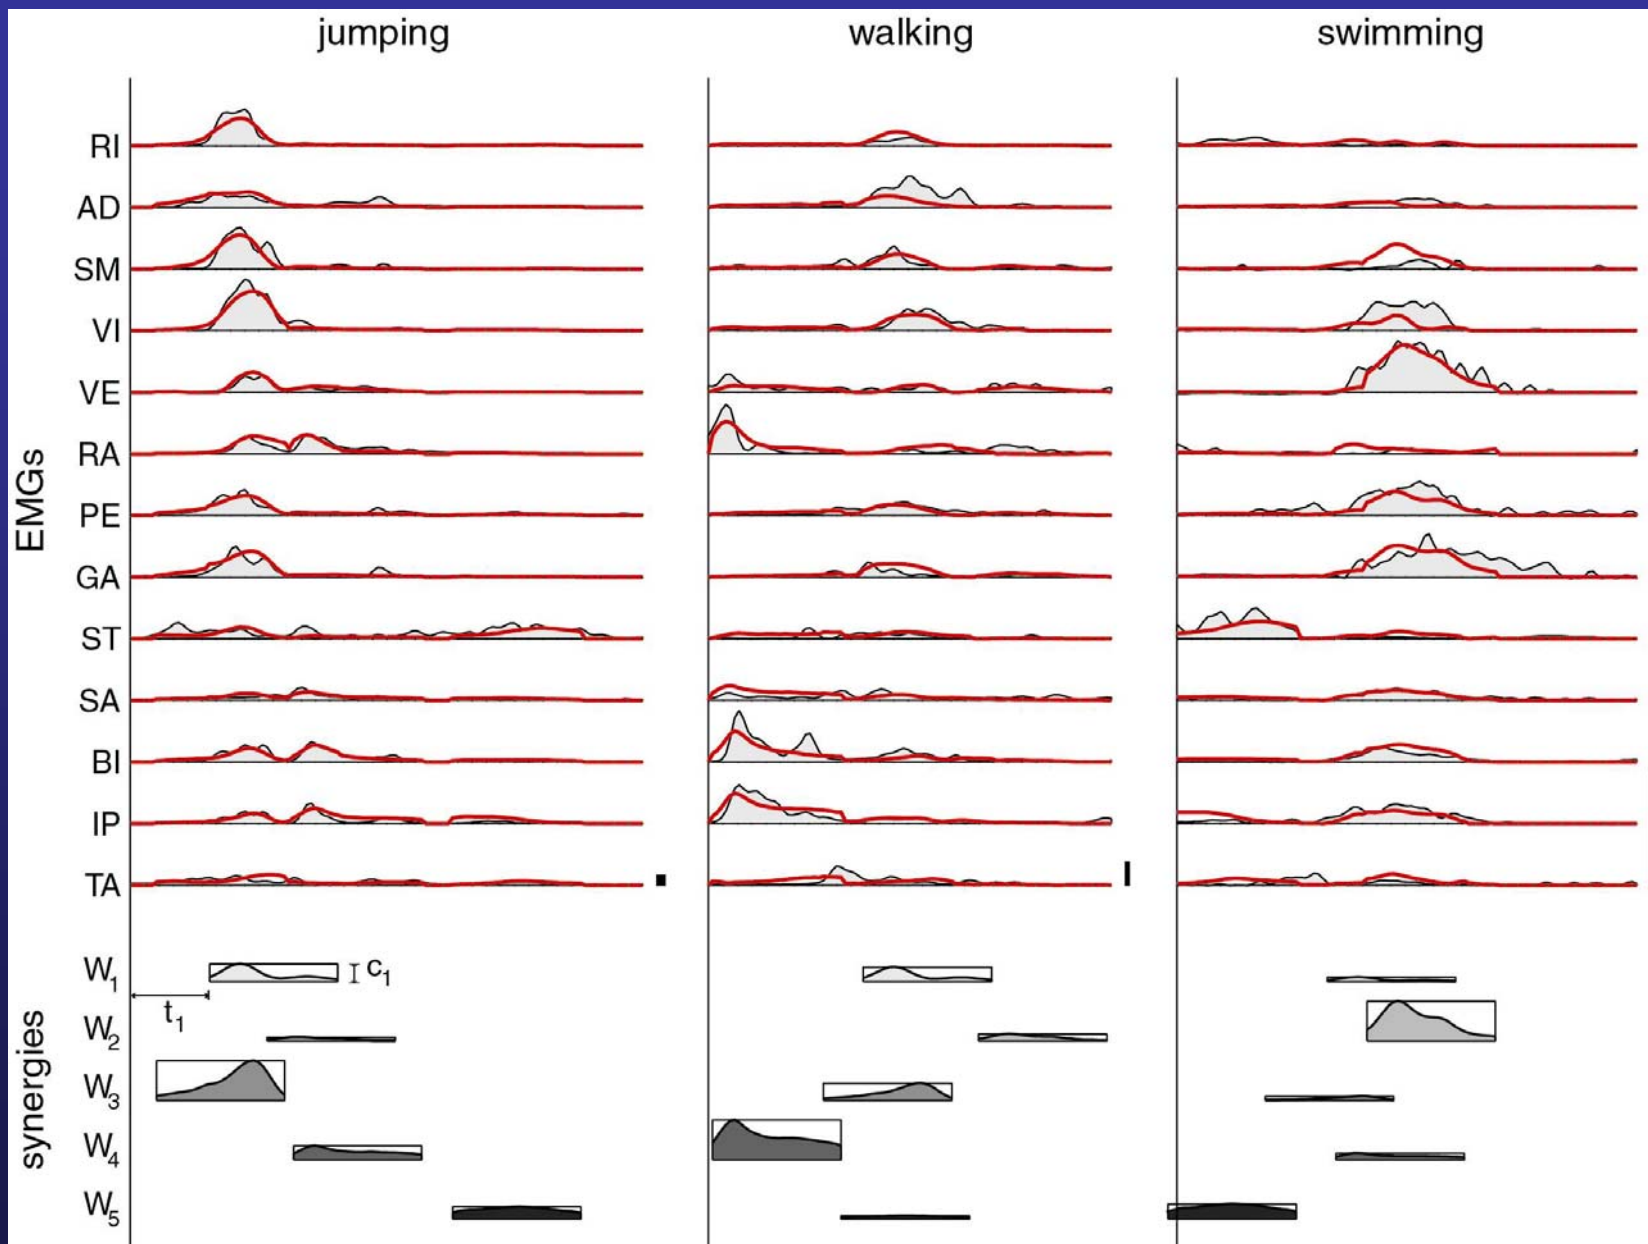 jumping walking swimming
RI
AD
SM
VI
VE
RA
PE
GA
ST
SA
BI
IP
TA
EMGs
W1 c1
t1
W2
W3
W4
W5
synergies